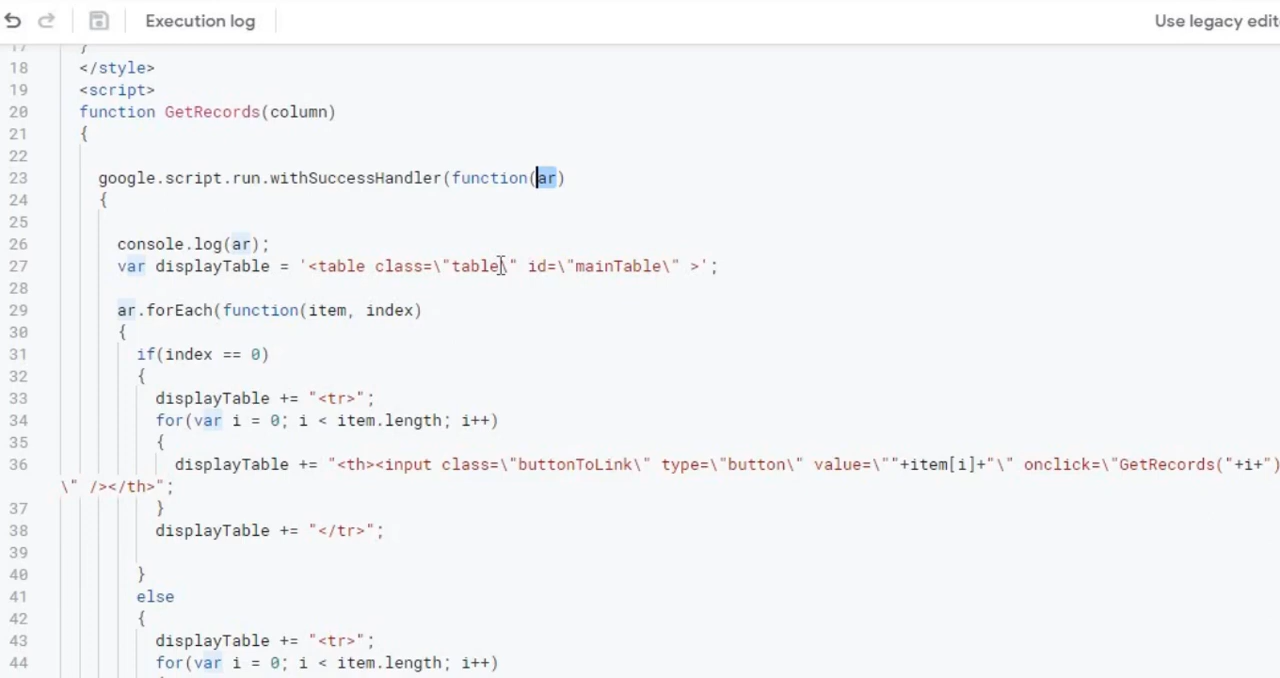 Execution log
Use legacy edit
17 }
18 </style>
19 <script>
20 function GetRecords(column)
21 {
22
23 google.script.run.withSuccessHandler(function(ar)
24 {
25
26 console.log(ar);
27 var displayTable = '<table class=\"table\" id=\"mainTable\" >';
28
29 ar.forEach(function(item, index)
30 {
31 if(index == 0)
32 {
33 displayTable += "<tr>";
34 for(var i = 0; i < item.length; i++)
35 {
36 displayTable += "<th><input class=\"buttonToLink\" type=\"button\" value=\""+item[i]+"\" onclick=\"GetRecords("+i+")
\" /></th>";
37 }
38 displayTable += "</tr>";
39
40 }
41 else
42 {
43 displayTable += "<tr>";
44 for(var i = 0; i < item.length; i++)